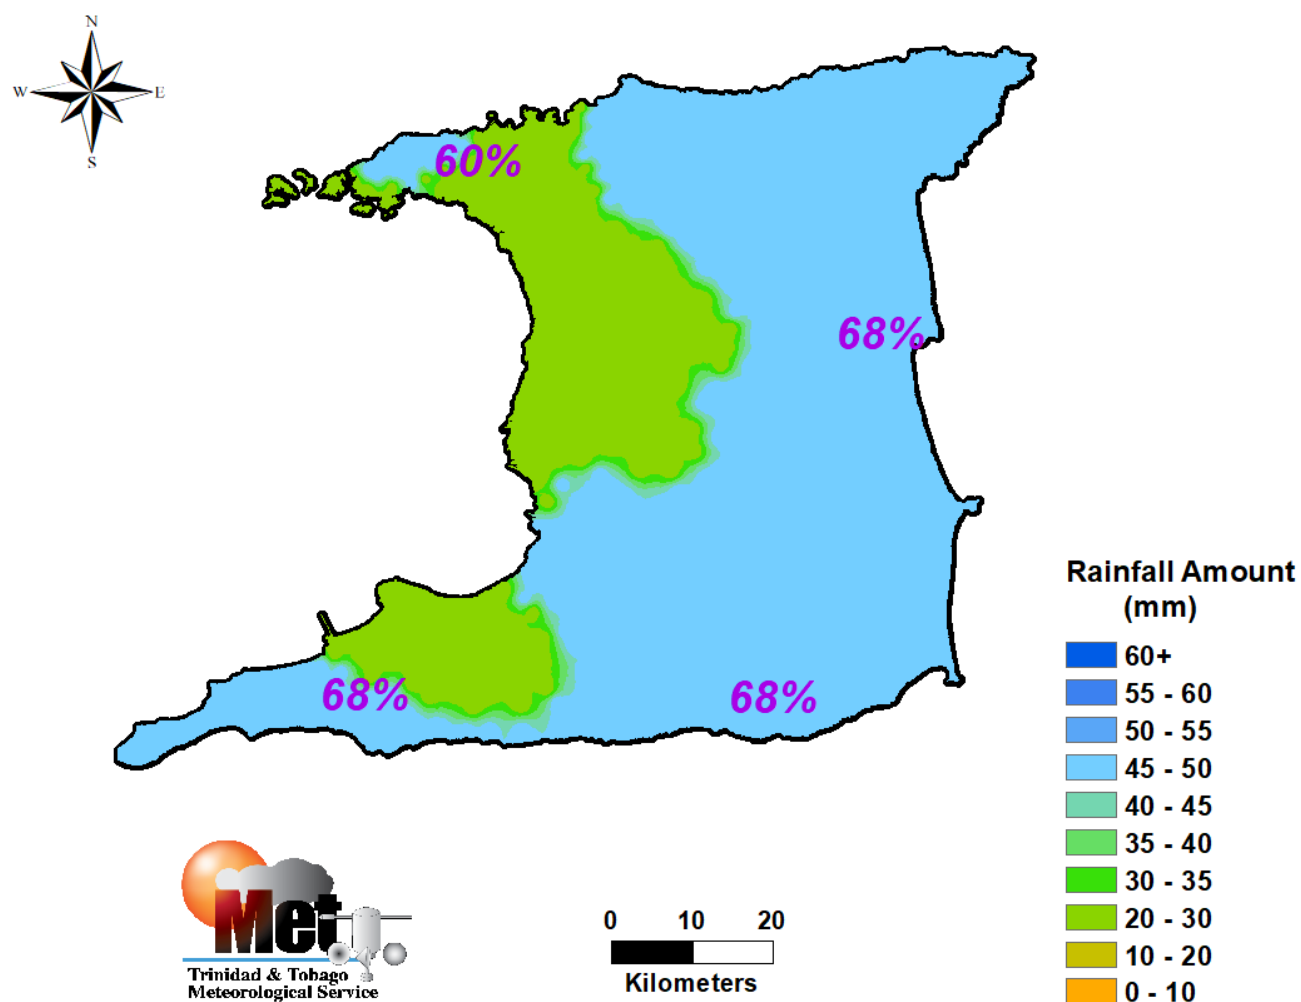 N
W E
S
60%
68%
68%
68%
Rainfall Amount
(mm)
60+
55 - 60
50 - 55
45 - 50
40 - 45
35 - 40
30 - 35
20 - 30
10 - 20
0 - 10
Met
Trinidad & Tobago
Meteorological Service
0 10 20
Kilometers